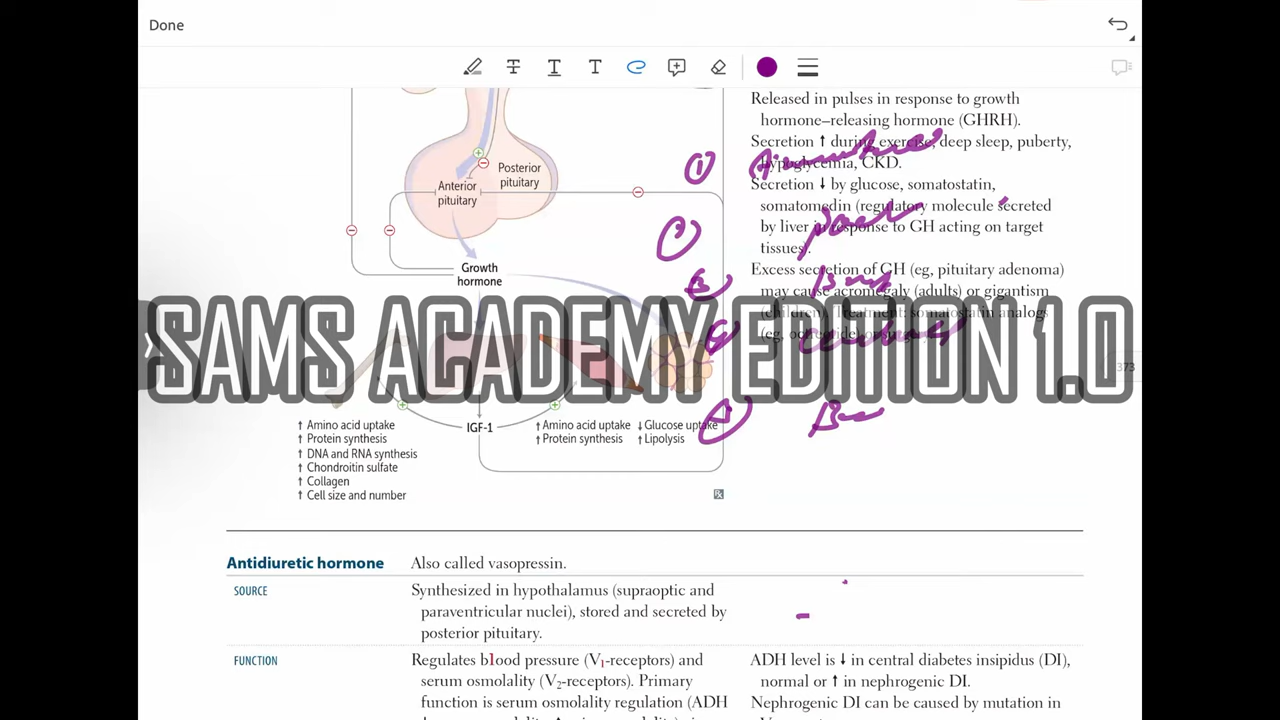 Done
Released in pulses in response to growth
hormone–releasing hormone (GHRH).
Secretion ↑ during exercise, deep sleep, puberty,
hypoglycemia, CKD.
Secretion ↓ by glucose, somatostatin,
somatomedin (regulatory molecule secreted
by liver in response to GH acting on target
tissues).
Excess secretion of GH (eg, pituitary adenoma)
may cause acromegaly (adults) or gigantism
(children). Treatment: somatostatin analogs
(eg, octreotide)
Posterior
pituitary
Anterior
pituitary
Growth
hormone
SAMS ACADEMY EDITION 1.0
373
IGF-1
↑ Amino acid uptake
↑ Protein synthesis
↑ DNA and RNA synthesis
↑ Chondroitin sulfate
↑ Collagen
↑ Cell size and number
↑ Amino acid uptake
↑ Protein synthesis
↓ Glucose uptake
↑ Lipolysis
Antidiuretic hormone
Also called vasopressin.
SOURCE
Synthesized in hypothalamus (supraoptic and
paraventricular nuclei), stored and secreted by
posterior pituitary.
FUNCTION
Regulates blood pressure (V1-receptors) and
serum osmolality (V2-receptors). Primary
function is serum osmolality regulation (ADH
ADH level is ↓ in central diabetes insipidus (DI),
normal or ↑ in nephrogenic DI.
Nephrogenic DI can be caused by mutation in